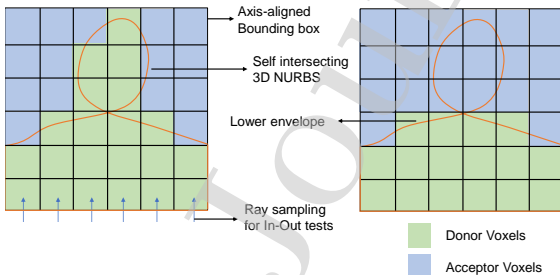 Axis-aligned
Bounding box
Self intersecting
3D NURBS
Lower envelope
Ray sampling
for In-Out tests
Donor Voxels
Acceptor Voxels